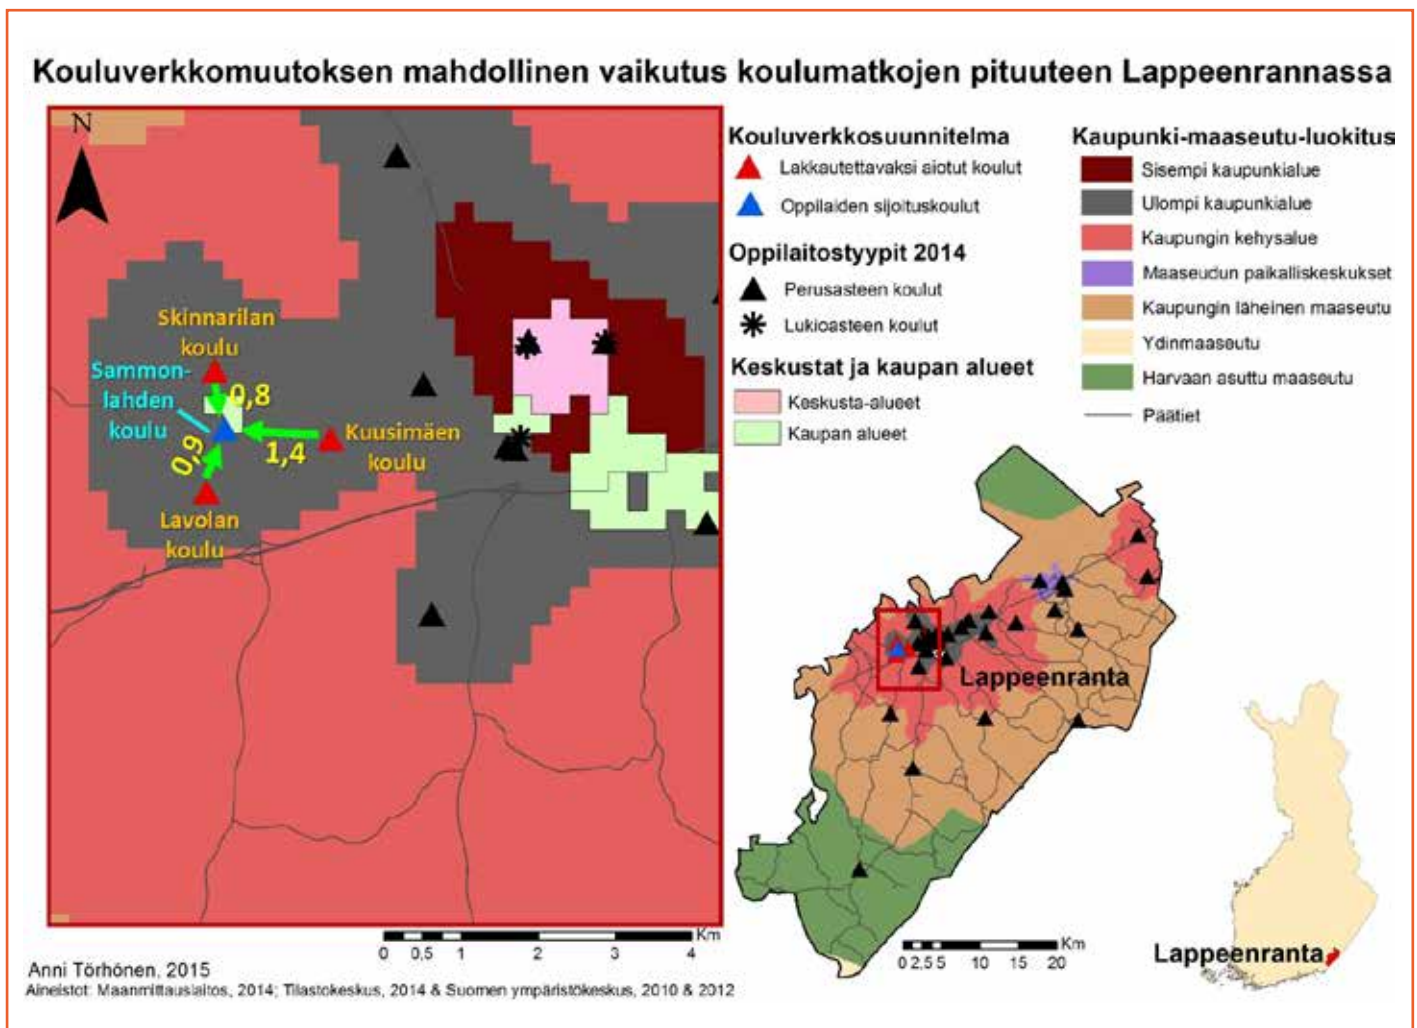 Kouluverkkomuutoksen mahdollinen vaikutus koulumatkojen pituuteen Lappeenrannassa
N
Skinnarilan
koulu
Sammon-
lahden
koulu
0,8
0,9
1,4
Kuusimäen
koulu
Lavolan
koulu
Kouluverkkosuunnitelma
Lakkautettavaksi aiotut koulut
Oppilaiden sijoituskoulut
Oppilaitostyypit 2014
Perusasteen koulut
Lukioasteen koulut
Keskustat ja kaupan alueet
Keskusta-alueet
Kaupan alueet
Kaupunki-maaseutu-luokitus
Sisempi kaupunkialue
Ulompi kaupunkialue
Kaupungin kehysalue
Maaseudun paikalliskeskukset
Kaupungin läheinen maaseutu
Ydinmaaseutu
Harvaan asuttu maaseutu
Päätiet
Lappeenranta
Km
0 2.5 5 10 15 20
Lappeenranta
Km
0 0,5 1 2 3 4
Anni Törhönen, 2015
Aineistot: Maanmittauslaitos, 2014; Tilastokeskus, 2014 & Suomen ympäristökeskus, 2010 & 2012